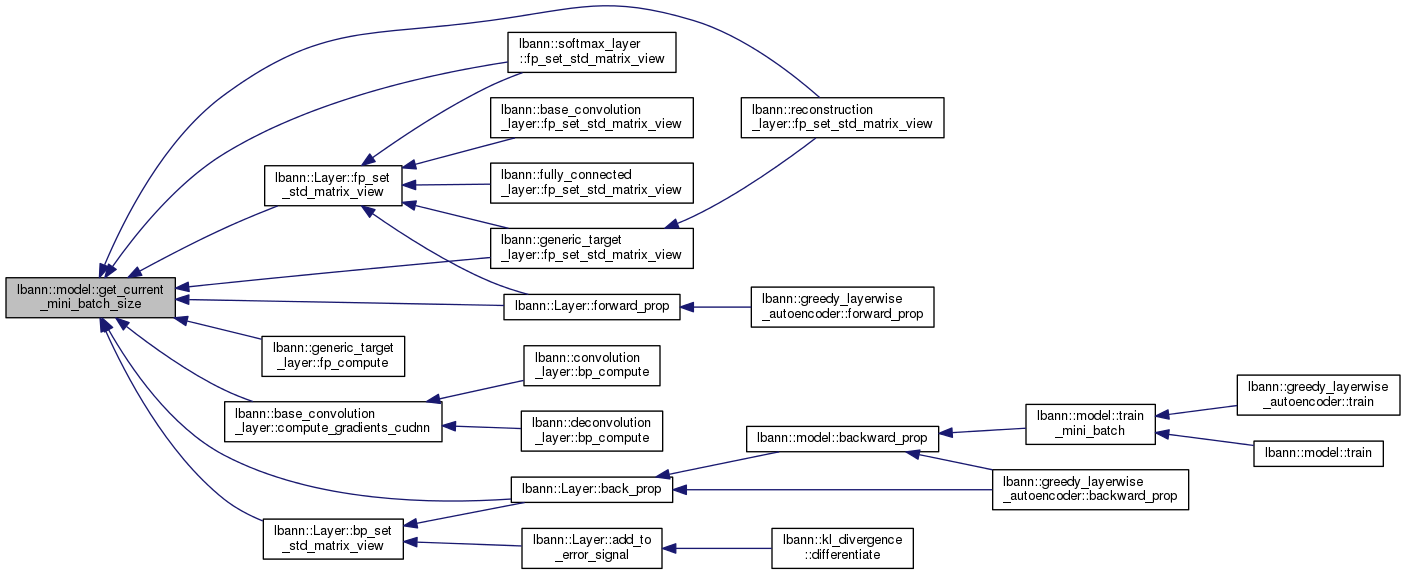 lbann::model::get_current
_mini_batch_size
lbann::softmax_layer
::fp_set_std_matrix_view
lbann::base_convolution
_layer::fp_set_std_matrix_view
lbann::reconstruction
_layer::fp_set_std_matrix_view
lbann::Layer::fp_set
_std_matrix_view
lbann::fully_connected
_layer::fp_set_std_matrix_view
lbann::generic_target
_layer::fp_set_std_matrix_view
lbann::Layer::forward_prop
lbann::greedy_layerwise
_autoencoder::forward_prop
lbann::generic_target
_layer::fp_compute
lbann::convolution
_layer::bp_compute
lbann::base_convolution
_layer::compute_gradients_cudnn
lbann::deconvolution
_layer::bp_compute
lbann::model::backward_prop
lbann::model::train
_mini_batch
lbann::greedy_layerwise
_autoencoder::train
lbann::model::train
lbann::Layer::back_prop
lbann::greedy_layerwise
_autoencoder::backward_prop
lbann::Layer::bp_set
_std_matrix_view
lbann::Layer::add_to
_error_signal
lbann::kl_divergence
::differentiate